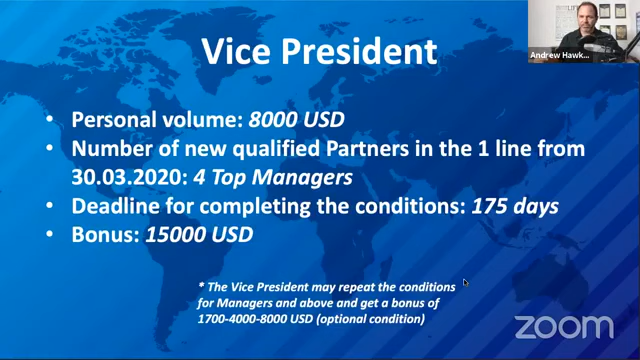 Vice President
Andrew Hawk...
• Personal volume: 8000 USD
• Number of new qualified Partners in the 1 line from
30.03.2020: 4 Top Managers
• Deadline for completing the conditions: 175 days
• Bonus: 15000 USD
* The Vice President may repeat the conditions
for Managers and above and get a bonus of
1700-4000-8000 USD (optional condition)
zoom